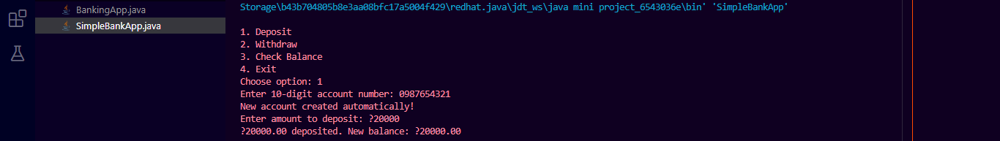 BankingApp.java
SimpleBankApp.java
Storage\b43b704805b8e3aa08bfc17a5004f429\redhat.java\jdt_ws\java mini project_6543036e\bin' 'SimpleBankApp'
1. Deposit
2. Withdraw
3. Check Balance
4. Exit
Choose option: 1
Enter 10-digit account number: 0987654321
New account created automatically!
Enter amount to deposit: ?20000
?20000.00 deposited. New balance: ?20000.00